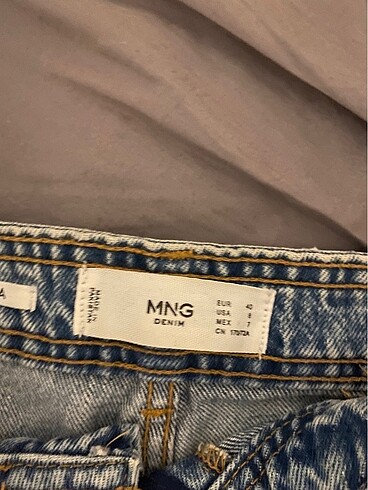 A
MADE IN
PAKISTAN
MNG
DENIM
EUR 40
USA 8
MEX 7
CN 170/72A